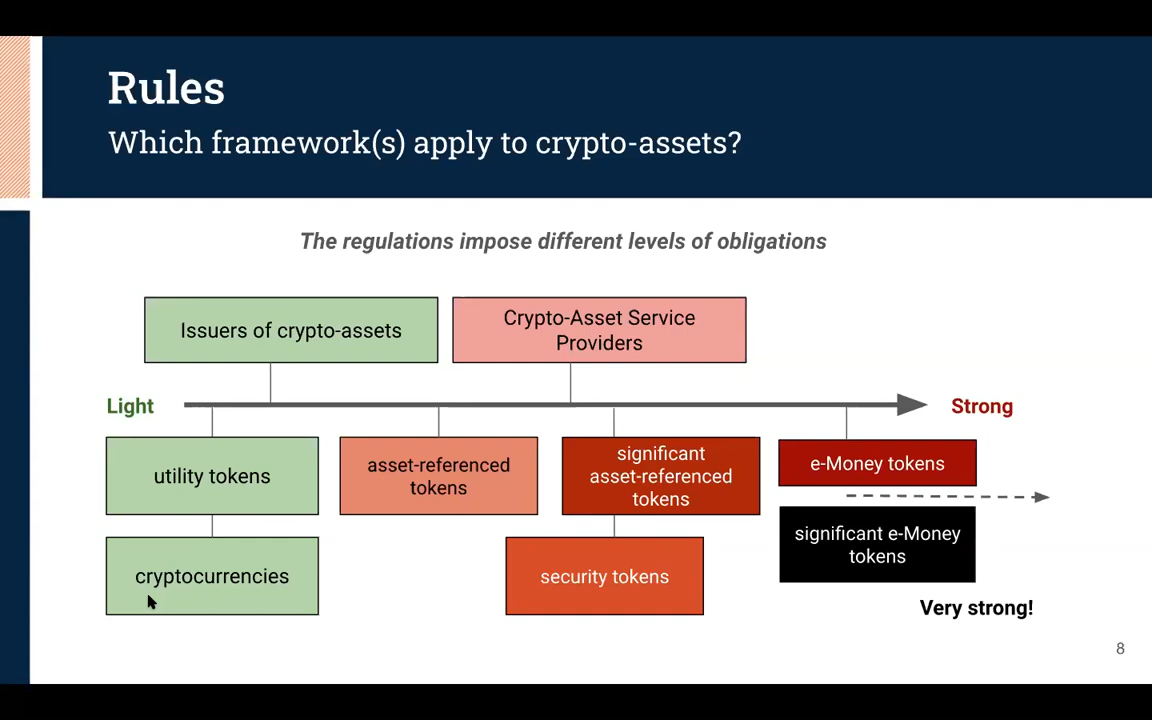 Rules
Which framework(s) apply to crypto-assets?
The regulations impose different levels of obligations
Issuers of crypto-assets
Crypto-Asset Service
Providers
Light
Strong
utility tokens
asset-referenced
tokens
significant
asset-referenced
tokens
e-Money tokens
significant e-Money
tokens
cryptocurrencies
security tokens
Very strong!
8